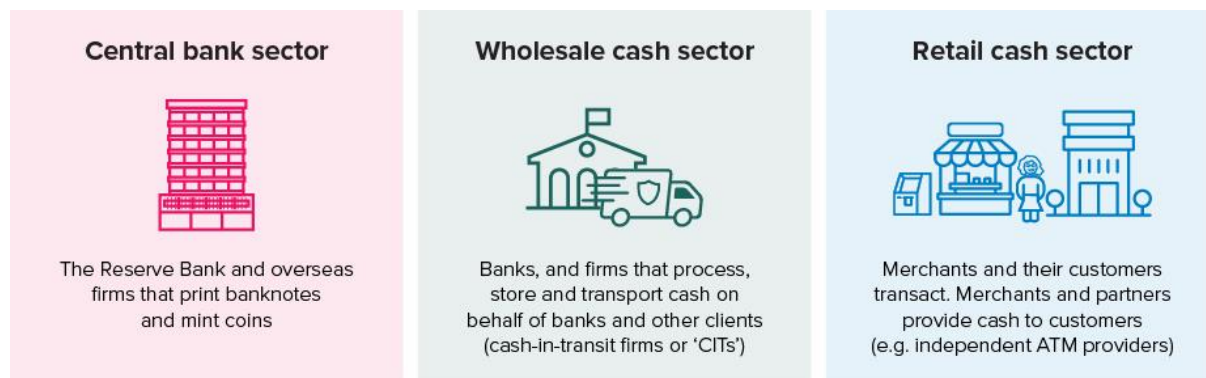 Central bank sector
The Reserve Bank and overseas
firms that print banknotes
and mint coins
Wholesale cash sector
Banks, and firms that process,
store and transport cash on
behalf of banks and other clients
(cash-in-transit firms or ‘CITs’)
Retail cash sector
Merchants and their customers
transact. Merchants and partners
provide cash to customers
(e.g. independent ATM providers)